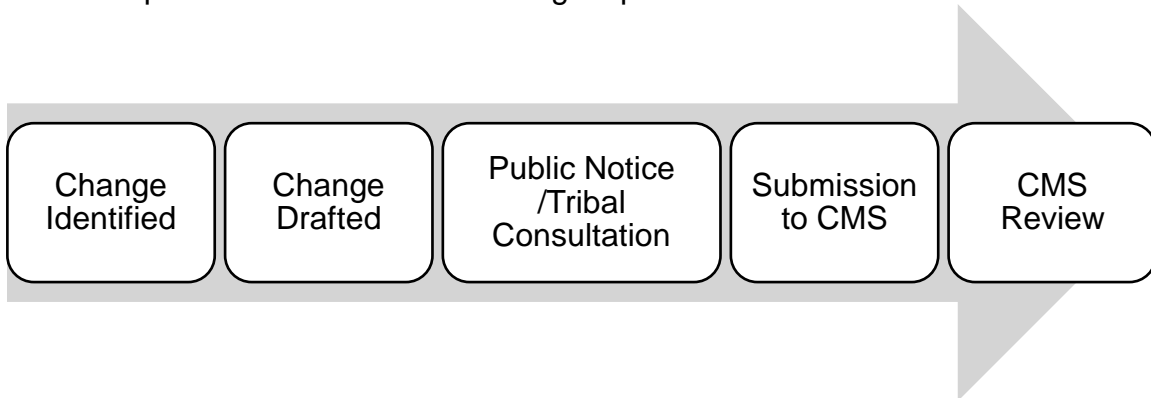 Change
Identified
Change
Drafted
Public Notice
/Tribal
Consultation
Submission
to CMS
CMS
Review